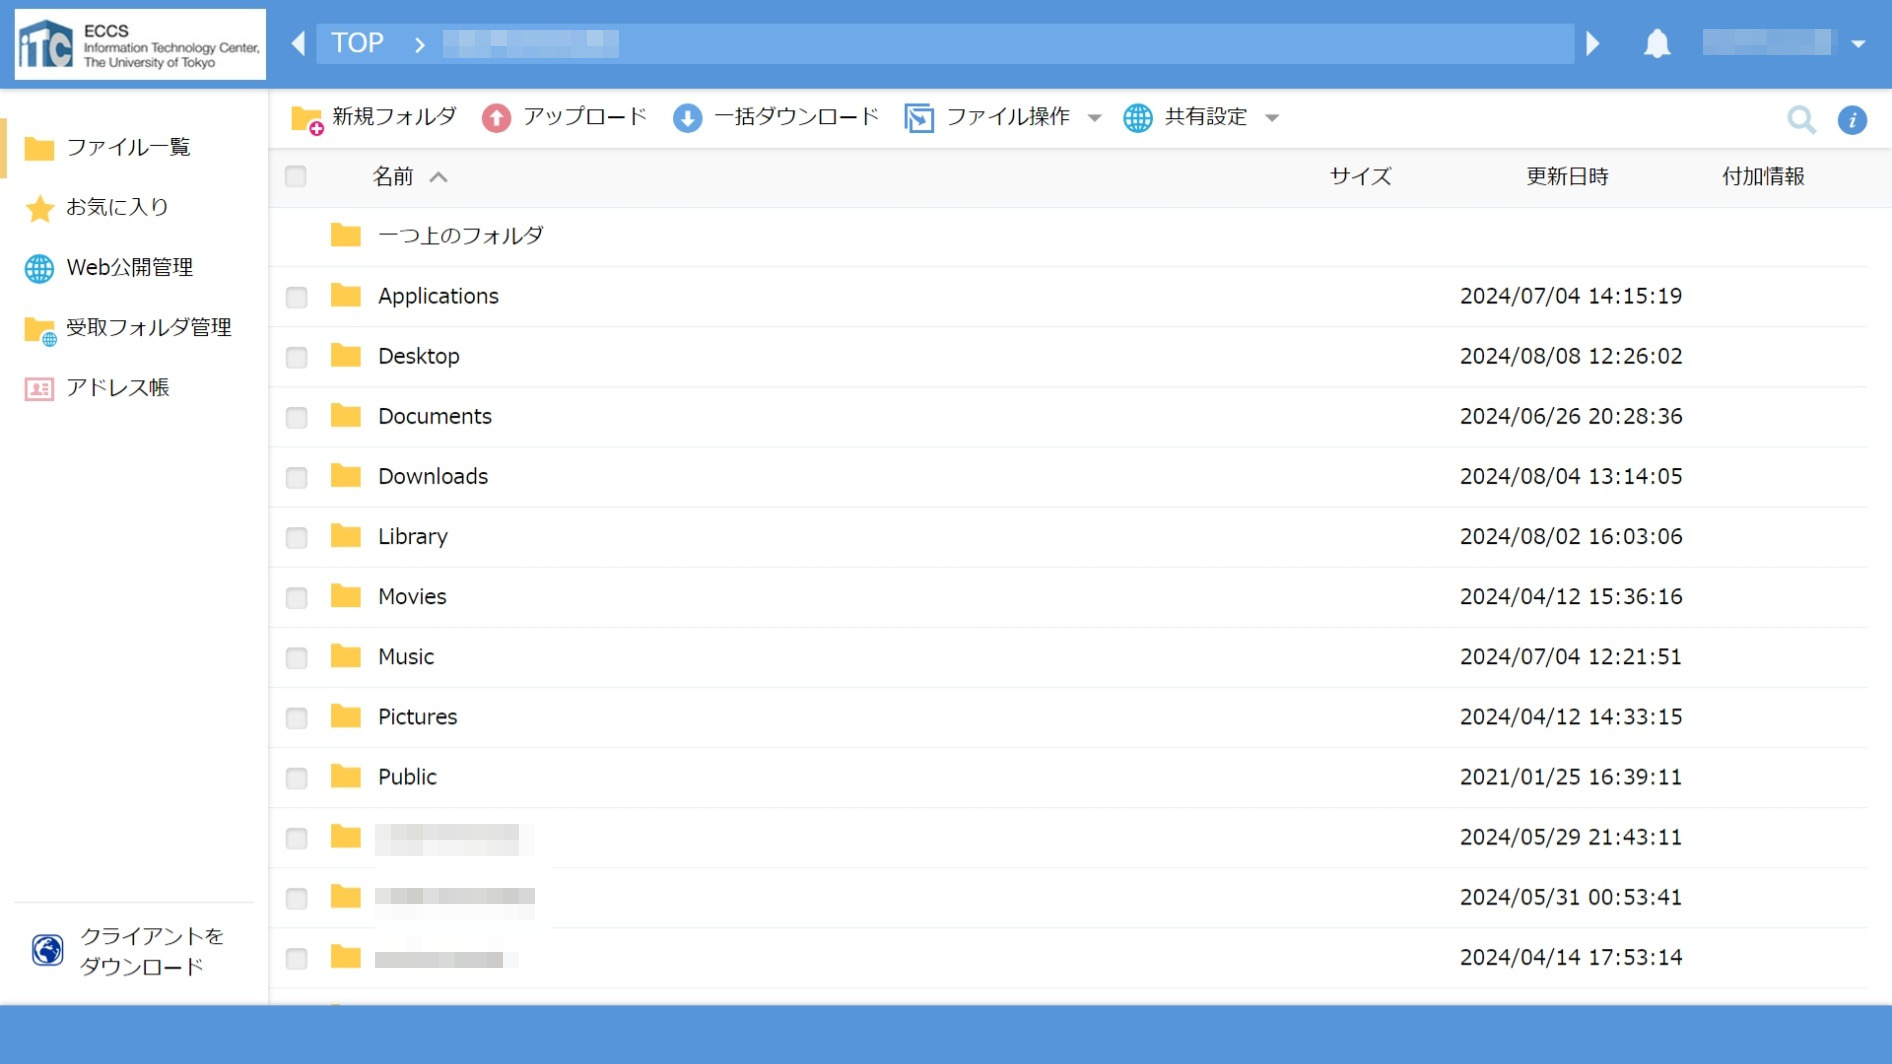 iTC
ECCS
Information Technology Center,
The University of Tokyo
TOP
新規フォルダ
アップロード
一括ダウンロード
ファイル操作
共有設定
ファイル一覧
お気に入り
Web公開管理
受取フォルダ管理
アドレス帳
クライアントを
ダウンロード
名前 サイズ 更新日時 付加情報
一つ上のフォルダ
Applications 2024/07/04 14:15:19
Desktop 2024/08/08 12:26:02
Documents 2024/06/26 20:28:36
Downloads 2024/08/04 13:14:05
Library 2024/08/02 16:03:06
Movies 2024/04/12 15:36:16
Music 2024/07/04 12:21:51
Pictures 2024/04/12 14:33:15
Public 2021/01/25 16:39:11
2024/05/29 21:43:11
2024/05/31 00:53:41
2024/04/14 17:53:14